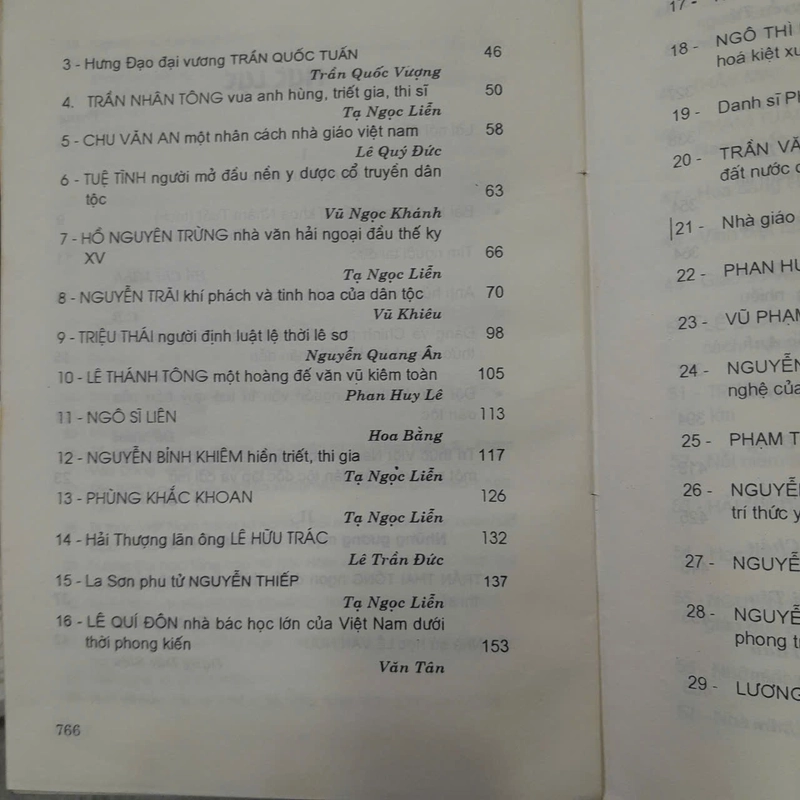 3 - Hưng Đạo đại vương TRẦN QUỐC TUẤN 46
Trần Quốc Vượng
4. TRẦN NHÂN TÔNG vua anh hùng, triết gia, thi sĩ 50
Tạ Ngọc Liễn
5 - CHU VĂN AN một nhân cách nhà giáo việt nam 58
Lê Quý Đức
6 - TUỆ TĨNH người mở đầu nền y dược cổ truyền dân
tộc 63
Vũ Ngọc Khánh
7 - HỒ NGUYÊN TRỪNG nhà văn hải ngoại đầu thế kỷ
XV 66
Tạ Ngọc Liễn
8 - NGUYỄN TRÃI khí phách và tinh hoa của dân tộc 70
Vũ Khiêu
9 - TRIỆU THÁI người định luật lệ thời lê sơ 98
Nguyễn Quang Ân
10 - LÊ THÁNH TÔNG một hoàng đế văn vũ kiêm toàn 105
Phan Huy Lê
11 - NGÔ SĨ LIÊN 113
Hoa Bằng
12 - NGUYỄN BỈNH KHIÊM hiền triết, thi gia 117
Tạ Ngọc Liễn
13 - PHÙNG KHẮC KHOAN 126
Tạ Ngọc Liễn
14 - Hải Thượng lãn ông LÊ HỮU TRÁC 132
Lê Trần Đức
15 - La Sơn phu tử NGUYỄN THIẾP 137
Tạ Ngọc Liễn
16 - LÊ QUÍ ĐÔN nhà bác học lớn của Việt Nam dưới
thời phong kiến 153
Văn Tân
766
17 -
18 - NGÔ THÌ
hoá kiệt
19 - Danh sĩ
20 - TRẦN
đất nước
21 - Nhà giáo
22 - PHAN
23 - VŨ
24 - NGUYỄN
nghệ của
25 - PHẠM
26 - NGUYỄN
trí thức
27 - NGUYỄN
28 - NGUYỄN
phong
29 - LƯƠNG